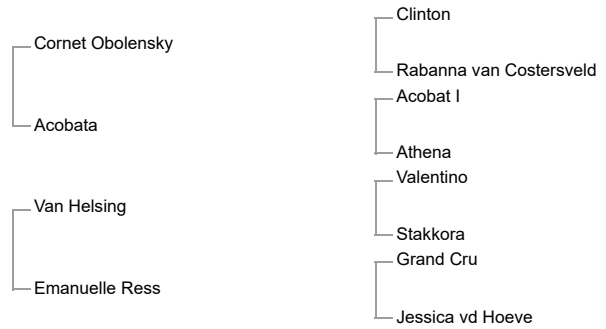 Clinton
Cornet Obolensky
Rabanna van Costersveld
Acobat I
Acobata
Athena
Valentino
Van Helsing
Stakkora
Grand Cru
Emanuelle Ress
Jessica vd Hoeve